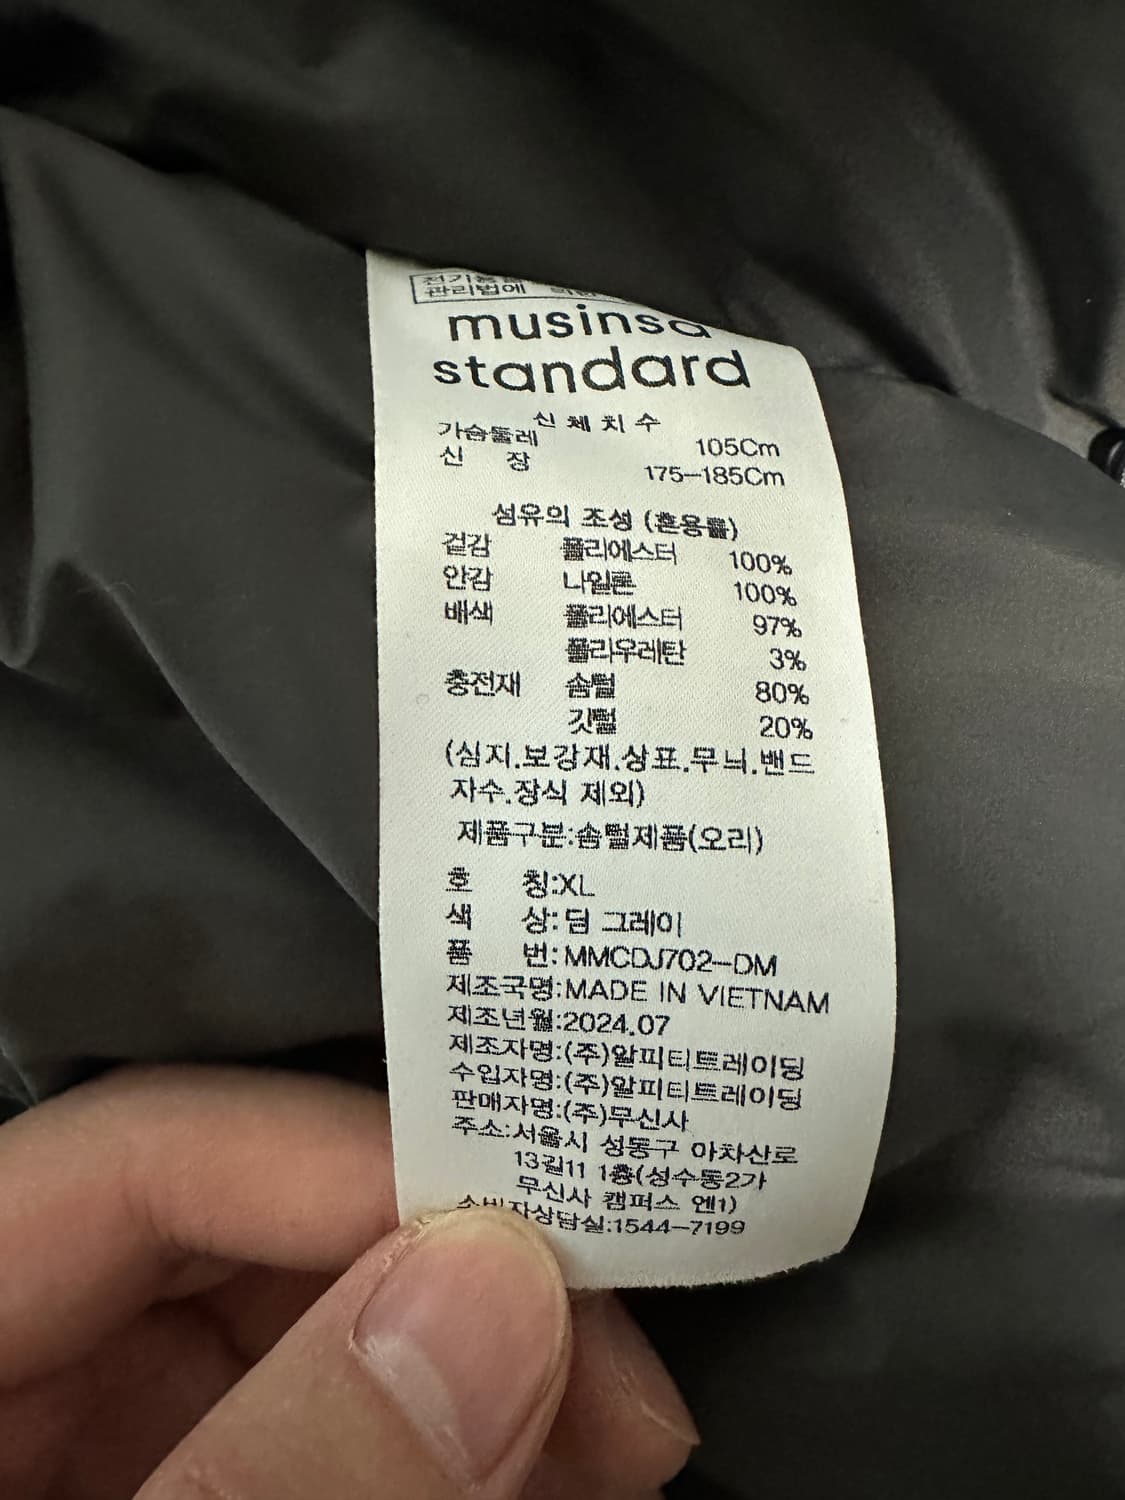 관리법에
musinsa
standard
신체치수
가슴둘레 105Cm
신 장 175-185Cm
섬유의 조성 (혼용률)
겉감 폴리에스터 100%
안감 나일론 100%
배색 폴리에스터 97%
폴리우레탄 3%
충전재 솜털 80%
깃털 20%
(심지.보강재.상표.무늬.밴드
자수.장식 제외)
제품구분:솜털제품(오리)
호 칭:XL
색 상:딤 그레이
품 번:MMCDJ702-DM
제조국명:MADE IN VIETNAM
제조년월:2024.07
제조자명:(주)알피티트레이딩
수입자명:(주)알피티트레이딩
판매자명:(주)무신사
주소:서울시 성동구 아차산로
13길11 1층(성수동2가
무신사 캠퍼스 엔1)
소비자상담실:1544-7199